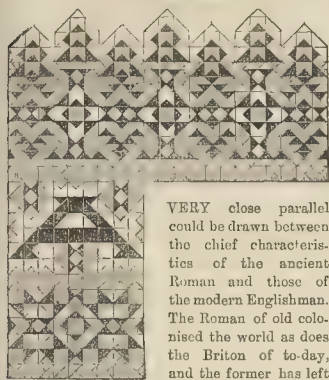 VERY close parallel
could be drawn between
the chief characteris-
tics of the ancient
Roman and those of
the modern Englishman.
The Roman of old colo-
nised the world as does
the Briton of to-day,
and the former has left